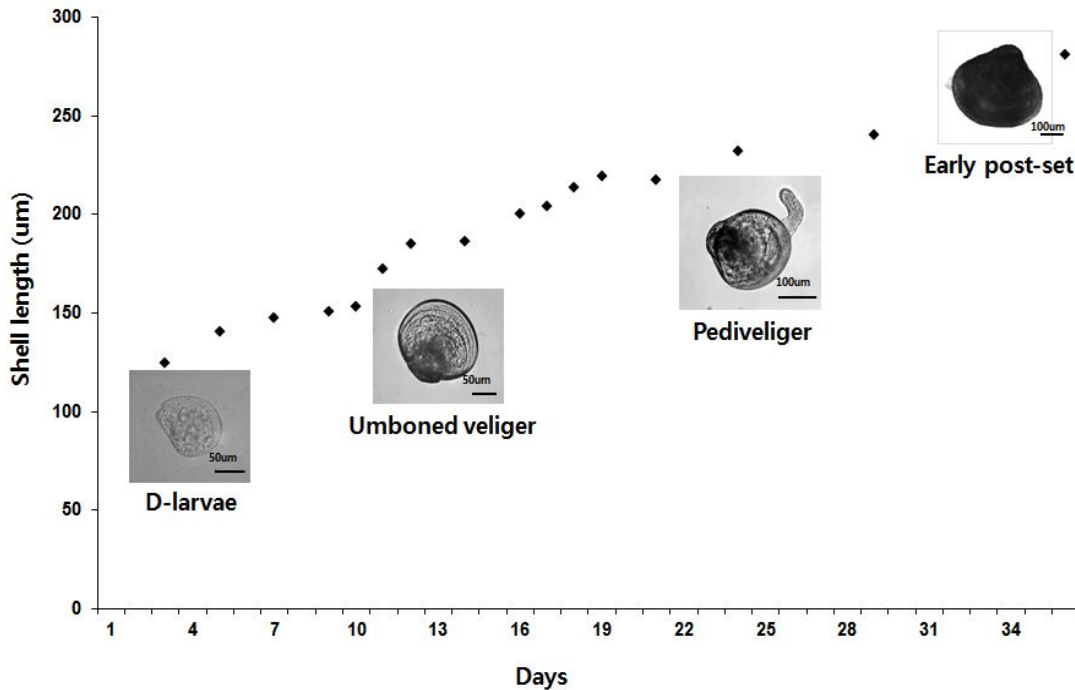 300
250
200
150
100
50
0
Shell length (um)
100um
Early post-set
100um
Pediveliger
50um
Umboned veliger
50um
D-larvae
1 4 7 10 13 16 19 22 25 28 31 34
Days